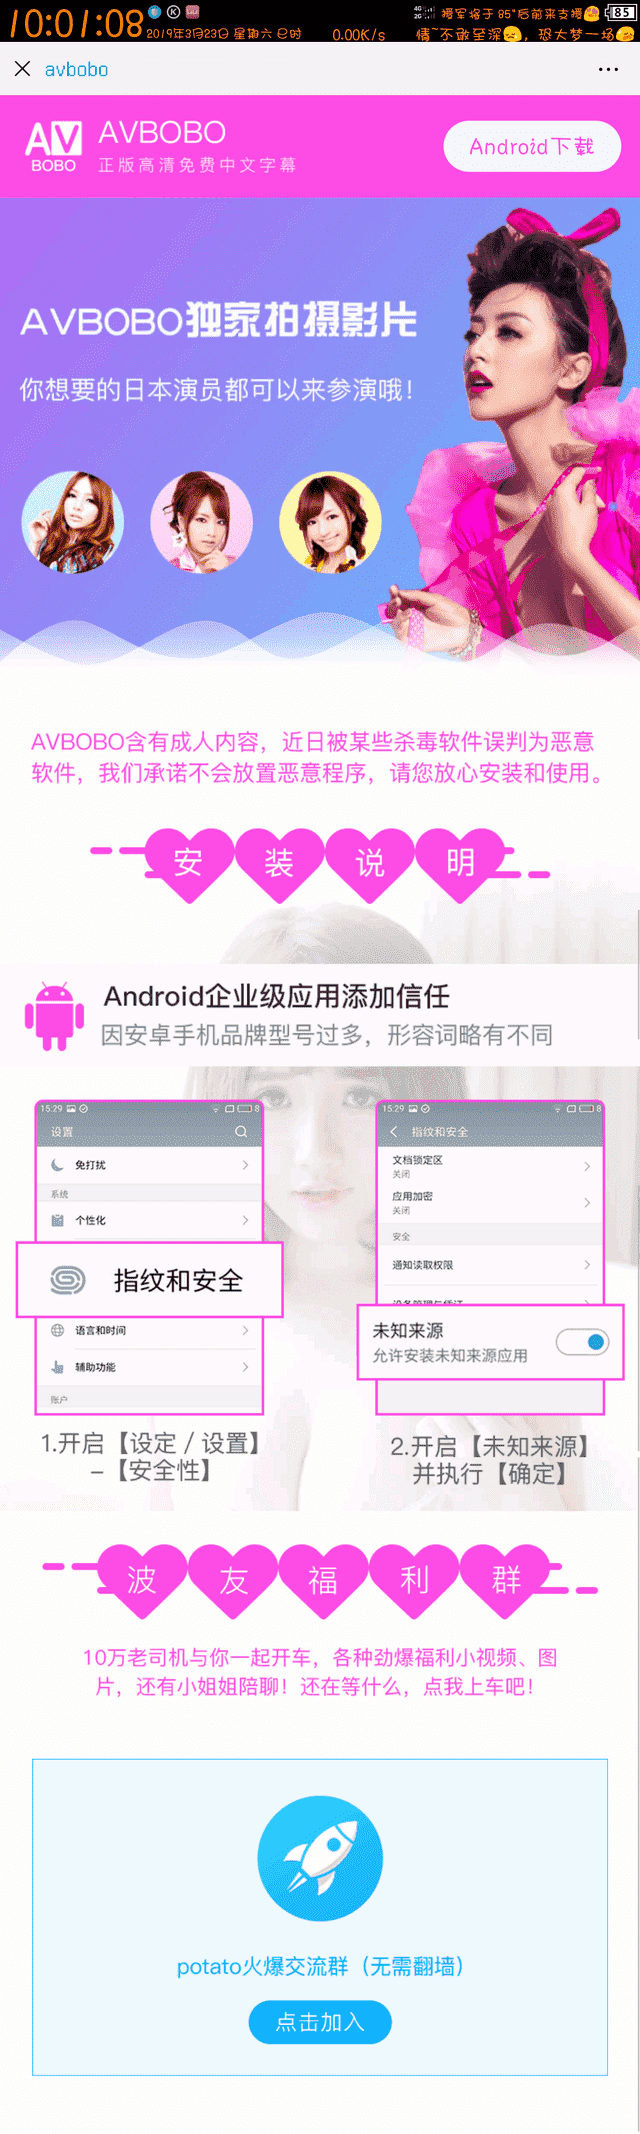 10:01:08
2019年3月23日 星期六 巳时
0.00K/s
援军将于 85"后前来支援
85
情~不敢至深
，恐大梦一场
avbobo
AV
BOBO
AVBOBO
正版高清免费中文字幕
Android下载
AVBOBO独家拍摄影片
你想要的日本演员都可以来参演哦！
AVBOBO含有成人内容，近日被某些杀毒软件误判为恶意
软件，我们承诺不会放置恶意程序，请您放心安装和使用。
安装说明
Android企业级应用添加信任
因安卓手机品牌型号过多，形容词略有不同
15:29
8
设置
免打扰
系统
个性化
指纹和安全
语言和时间
辅助功能
账户
1.开启【设定 / 设置】
–【安全性】
15:29
8
指纹和安全
文档锁定区
关闭
应用加密
关闭
安全
通知读取权限
未知来源
允许安装未知来源应用
2.开启【未知来源】
并执行【确定】
波友福利群
10万老司机与你一起开车，各种劲爆福利小视频、图
片，还有小姐姐陪聊！还在等什么，点我上车吧！
potato火爆交流群（无需翻墙）
点击加入